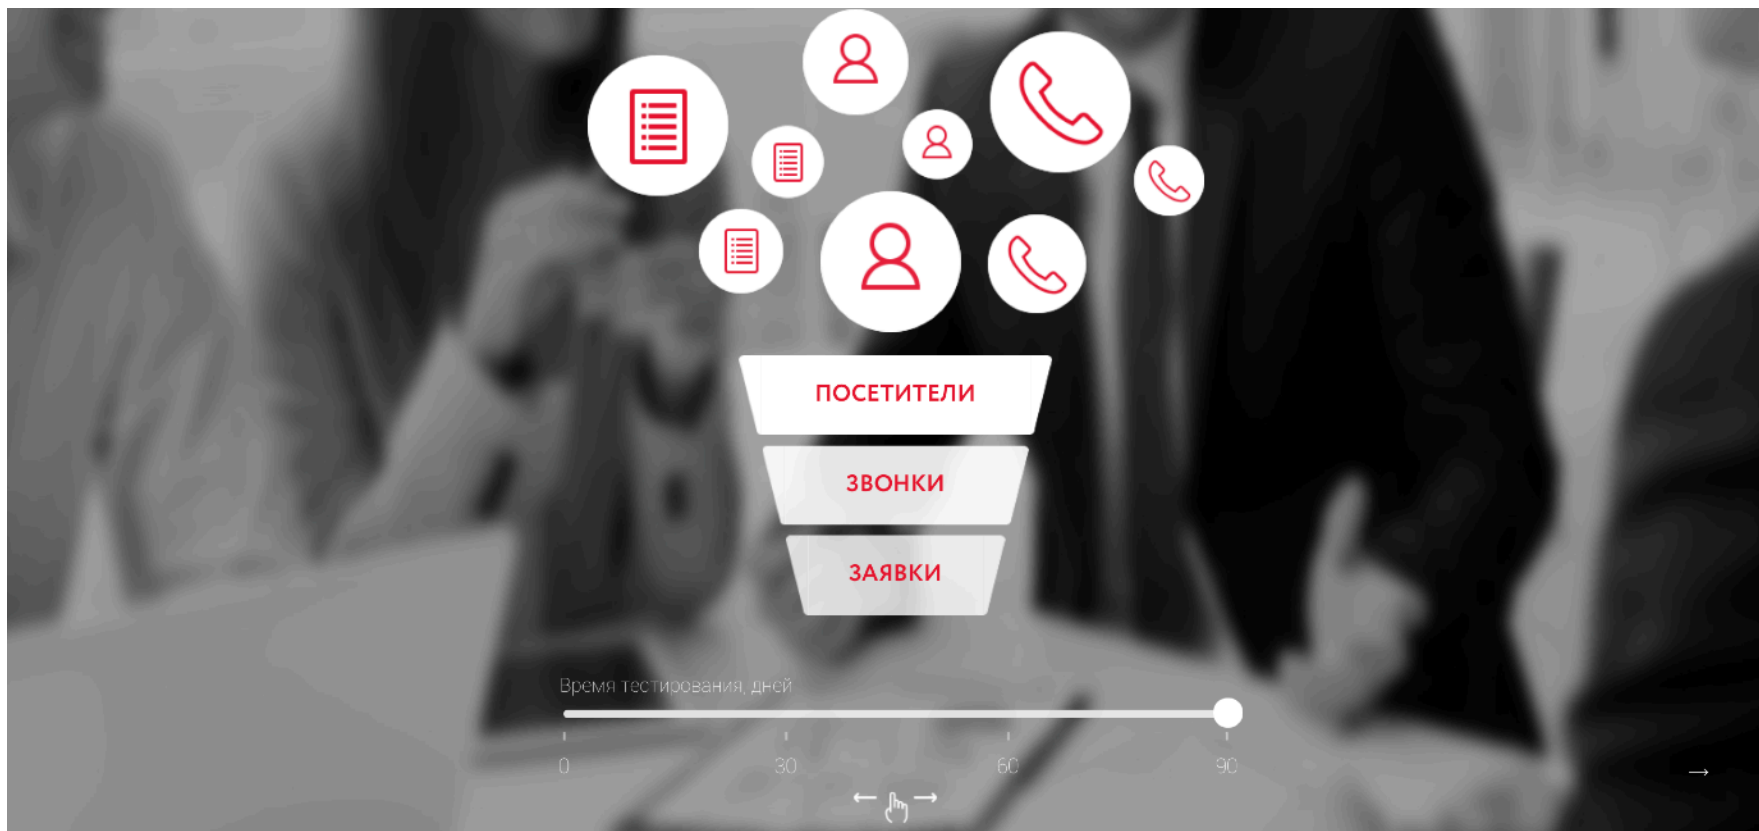 ПОСЕТИТЕЛИ
ЗВОНКИ
ЗАЯВКИ
Время тестирования, дней
0 30 60 90